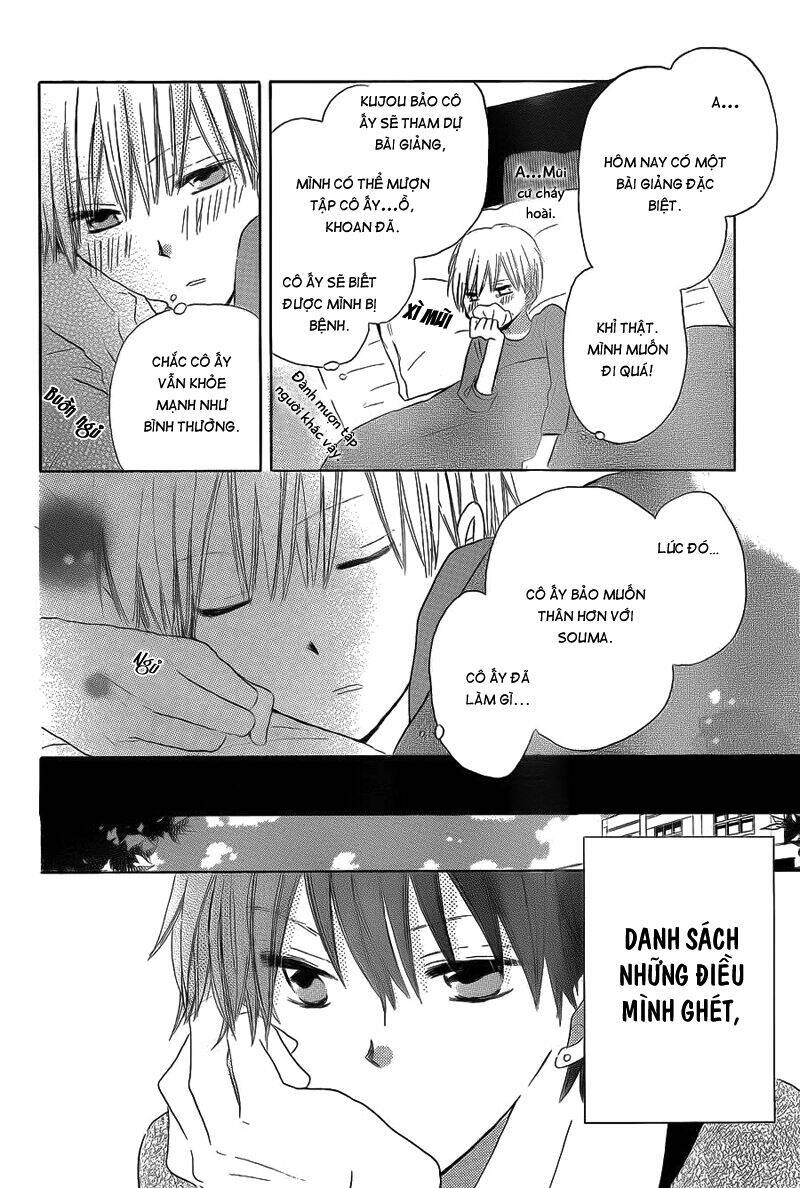 A...
HÔM NAY CÓ MỘT
BÀI GIẢNG ĐẶC
BIỆT.
KHỈ THẬT.
MÌNH MUỐN
ĐI QUÁ!
A...Mũi
cứ chảy
hoài.
XÌ MŨI
KUJOU BẢO CÔ
ẤY SẼ THAM DỰ
BÀI GIẢNG,
MÌNH CÓ THỂ MƯỢN
TẬP CÔ ẤY...Ồ,
KHOAN ĐÃ.
CÔ ẤY SẼ BIẾT
ĐƯỢC MÌNH BỊ
BỆNH.
Đành mượn tập
người khác vậy.
CHẮC CÔ ẤY
VẪN KHỎE
MẠNH NHƯ
BÌNH THƯỜNG.
Buồn ngủ
LÚC ĐÓ...
CÔ ẤY BẢO MUỐN
THÂN HƠN VỚI
SOUMA.
CÔ ẤY ĐÃ
LÀM GÌ...
Ngủ
DANH SÁCH
NHỮNG ĐIỀU
MÌNH GHÉT,